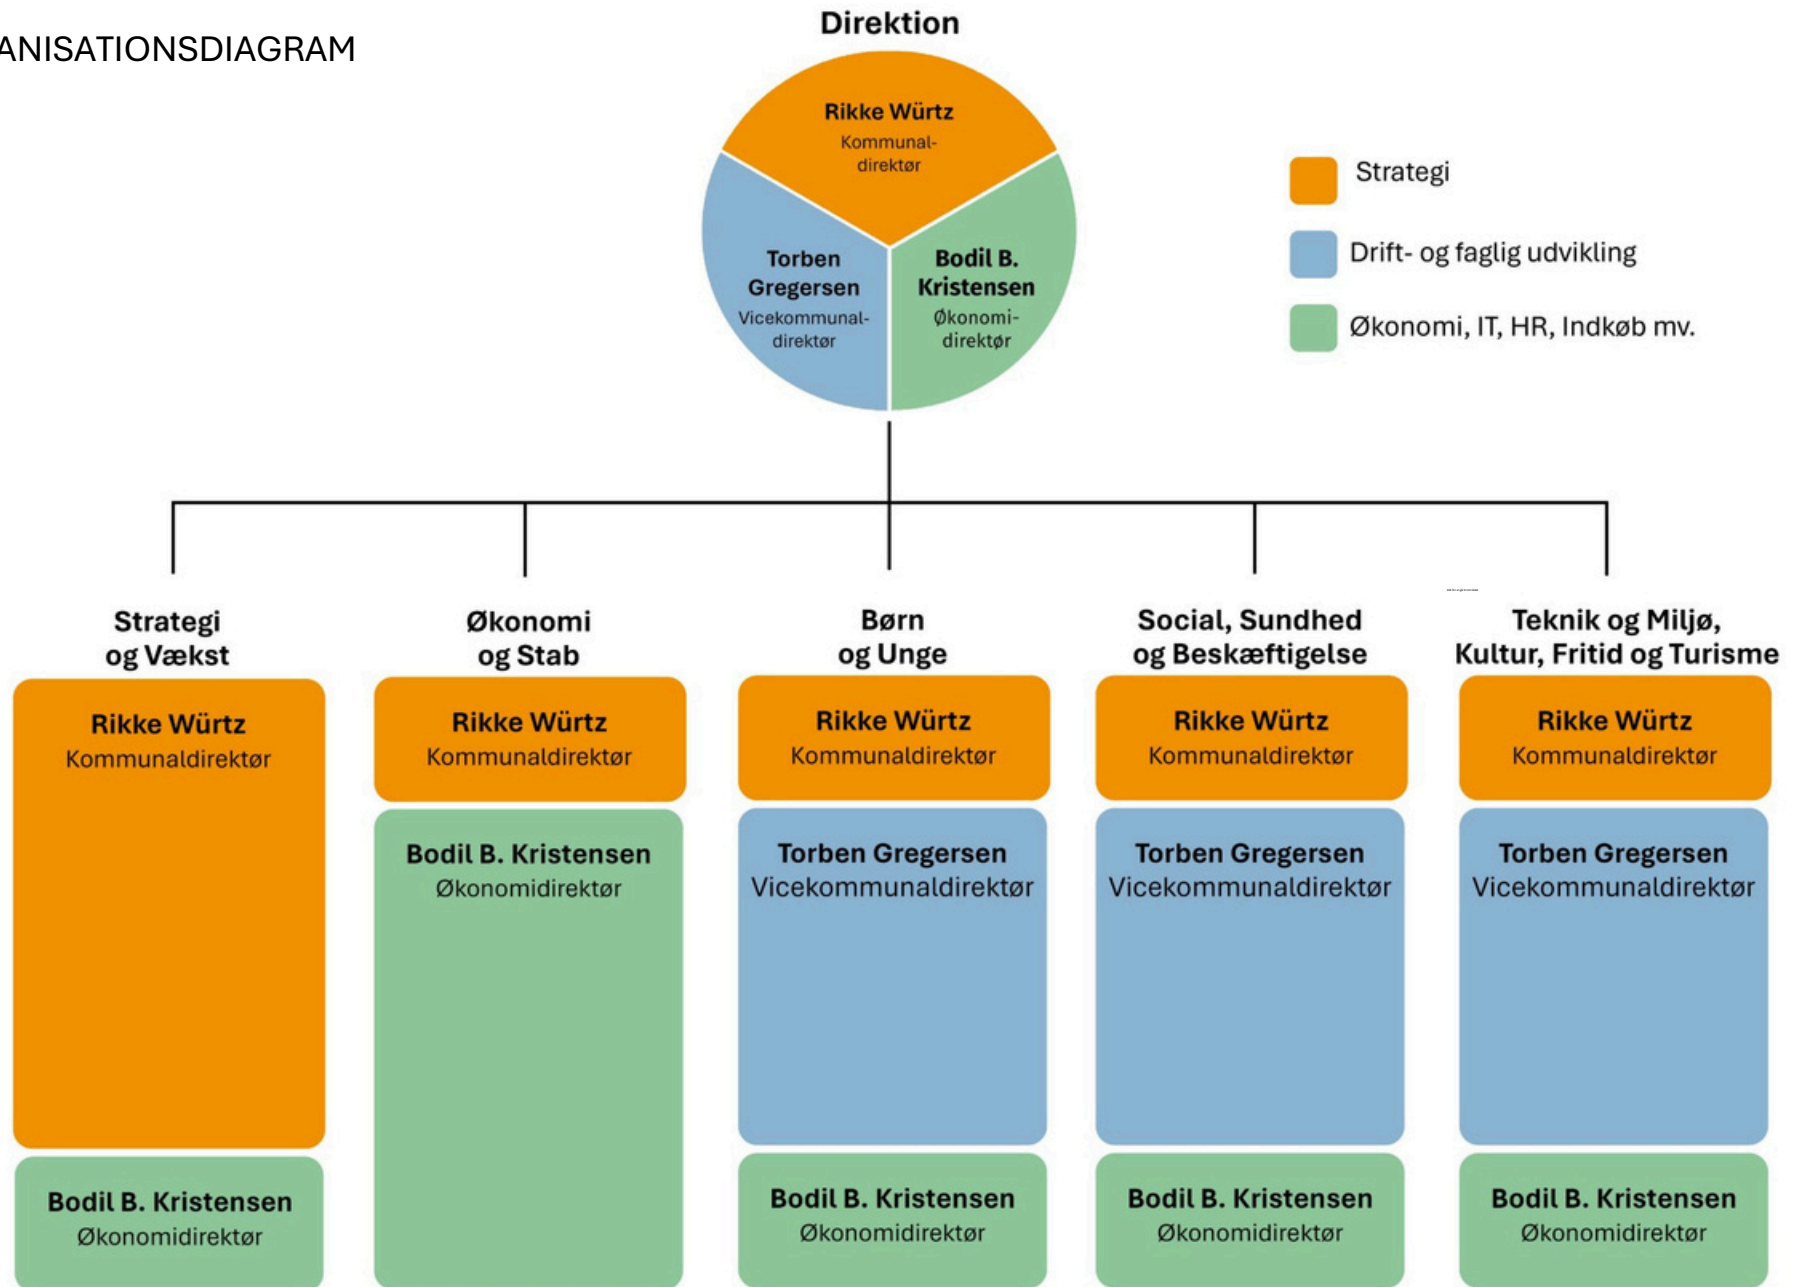 ANISATIONSDIAGRAM
Direktion
Rikke Würtz
Kommunal-
direktør
Torben
Gregersen
Vicekommunal-
direktør
Bodil B.
Kristensen
Økonomi-
direktør
Strategi
Drift- og faglig udvikling
Økonomi, IT, HR, Indkøb mv.
Strategi
og Vækst
Rikke Würtz
Kommunaldirektør
Bodil B. Kristensen
Økonomidirektør
Økonomi
og Stab
Rikke Würtz
Kommunaldirektør
Bodil B. Kristensen
Økonomidirektør
Børn
og Unge
Rikke Würtz
Kommunaldirektør
Torben Gregersen
Vicekommunaldirektør
Bodil B. Kristensen
Økonomidirektør
Social, Sundhed
og Beskæftigelse
Rikke Würtz
Kommunaldirektør
Torben Gregersen
Vicekommunaldirektør
Bodil B. Kristensen
Økonomidirektør
Teknik og Miljø,
Kultur, Fritid og Turisme
Rikke Würtz
Kommunaldirektør
Torben Gregersen
Vicekommunaldirektør
Bodil B. Kristensen
Økonomidirektør